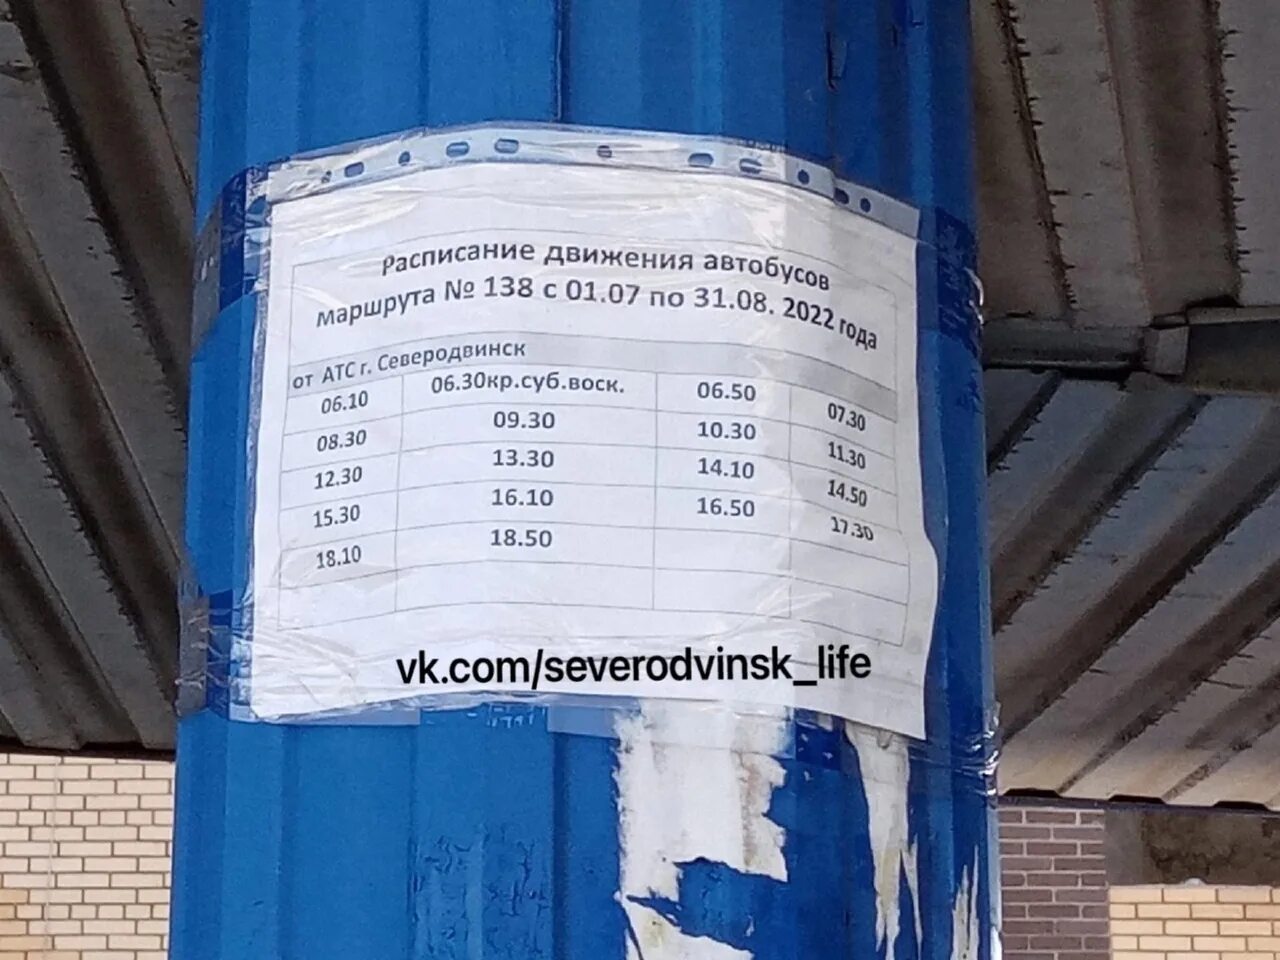 Расписание движения автобусов
маршрута № 138 с 01.07 по 31.08. 2022 года
от АТС г. Северодвинск
06.10 06.30кр.суб.воск. 06.50 07.30
08.30 09.30 10.30 11.30
12.30 13.30 14.10 14.50
15.30 16.10 16.50 17.30
18.10 18.50
vk.com/severodvinsk_life